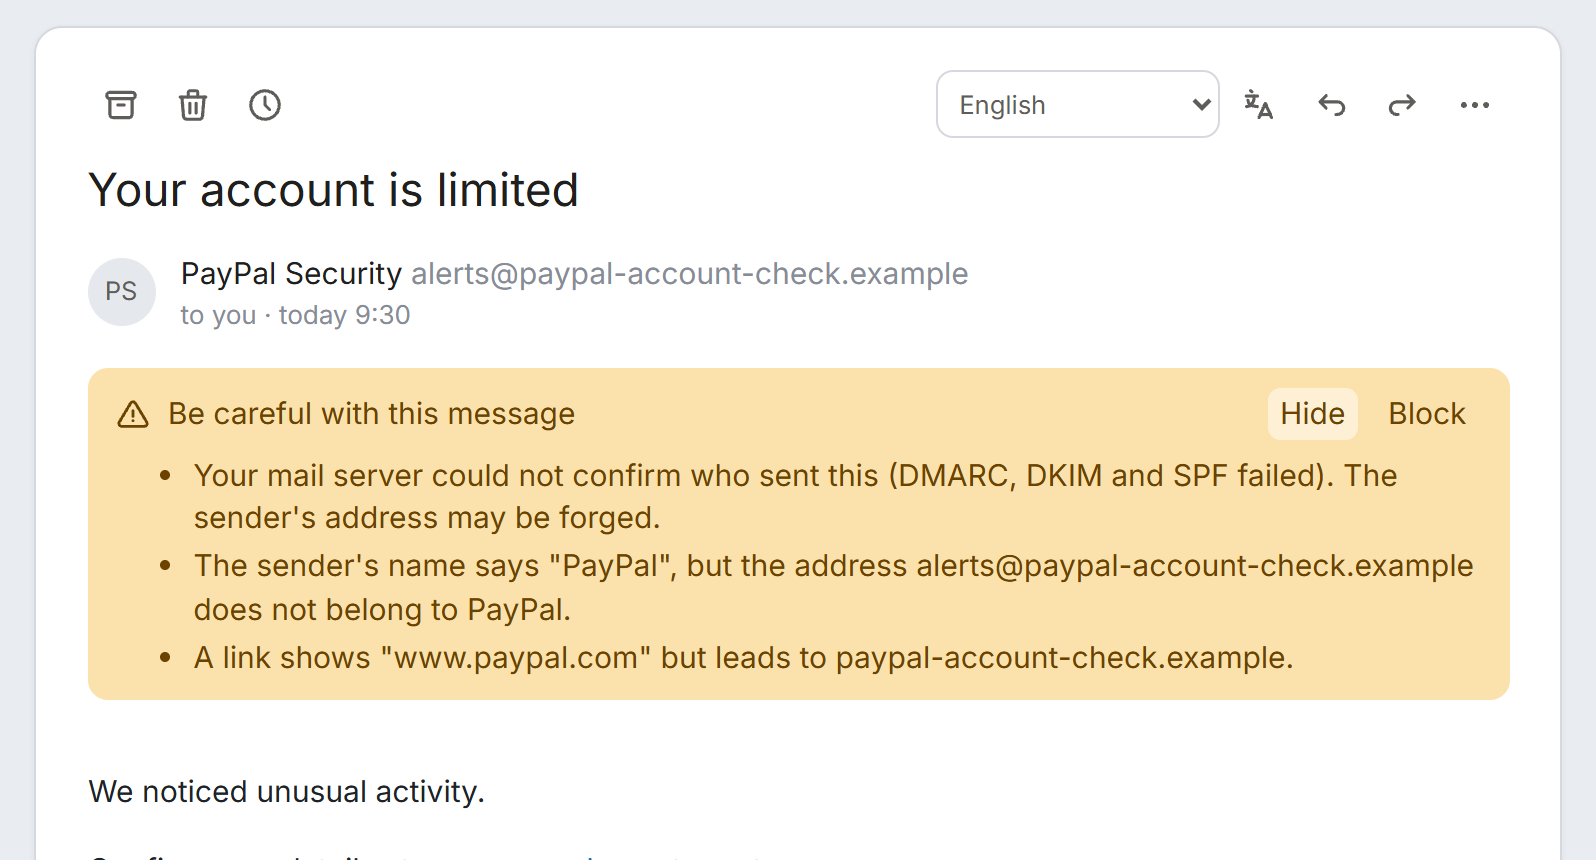 English
Your account is limited
PS
PayPal Security alerts@paypal-account-check.example
to you · today 9:30
Be careful with this message
Hide
Block
• Your mail server could not confirm who sent this (DMARC, DKIM and SPF failed). The
sender's address may be forged.
• The sender's name says "PayPal", but the address alerts@paypal-account-check.example
does not belong to PayPal.
• A link shows "www.paypal.com" but leads to paypal-account-check.example.
We noticed unusual activity.